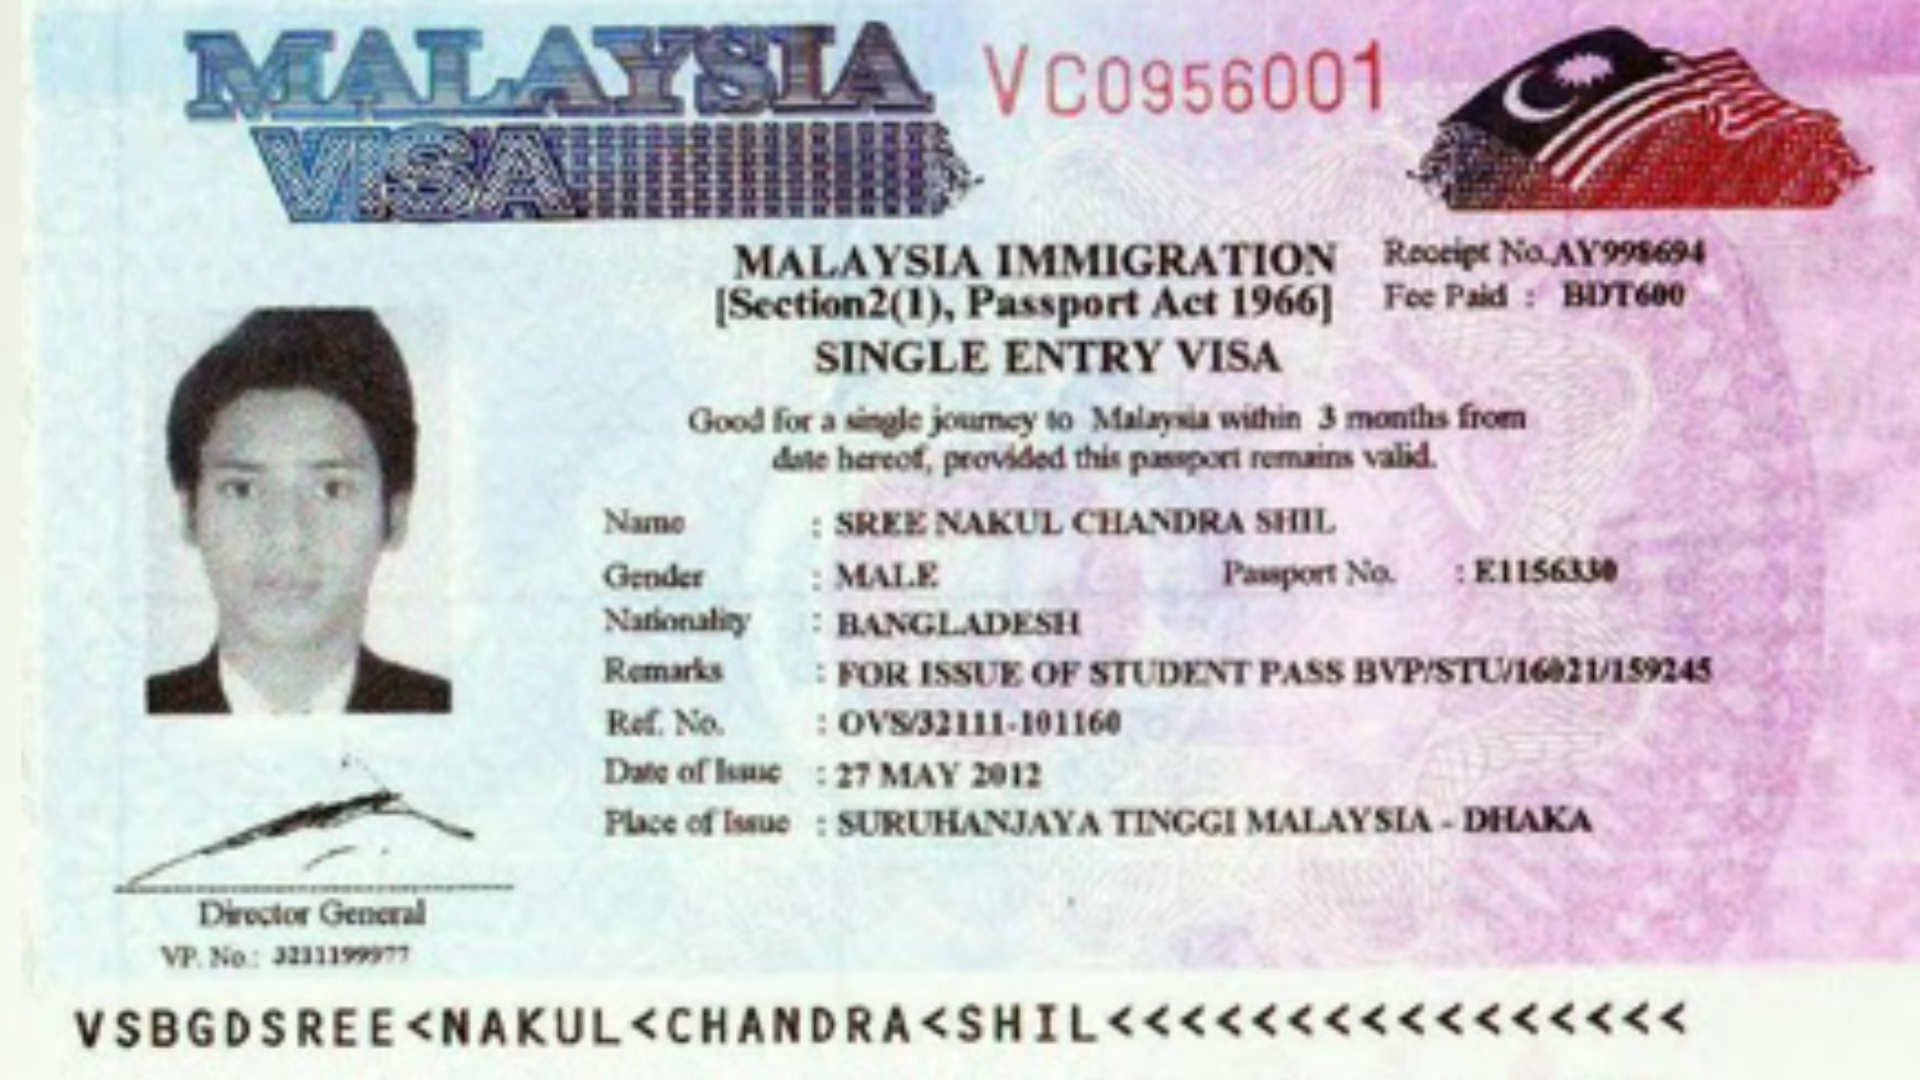 MALAYSIA
VISA
VC0956001
MALAYSIA IMMIGRATION
[Section2(1), Passport Act 1966]
SINGLE ENTRY VISA
Receipt No.AY998694
Fee Paid : BDT600
Good for a single journey to Malaysia within 3 months from
date hereof, provided this passport remains valid.
Name : SREE NAKUL CHANDRA SHIL
Gender : MALE Passport No. : E1156330
Nationality : BANGLADESH
Remarks : FOR ISSUE OF STUDENT PASS BVP/STU/16021/159245
Ref. No. : OVS/32111-101160
Date of Issue : 27 MAY 2012
Place of Issue : SURUHANJAYA TINGGI MALAYSIA - DHAKA
Director General
VP. No.: 3211199977
VSBGDSREE<NAKUL<CHANDRA<SHIL<<<<<<<<<<<<<<<<